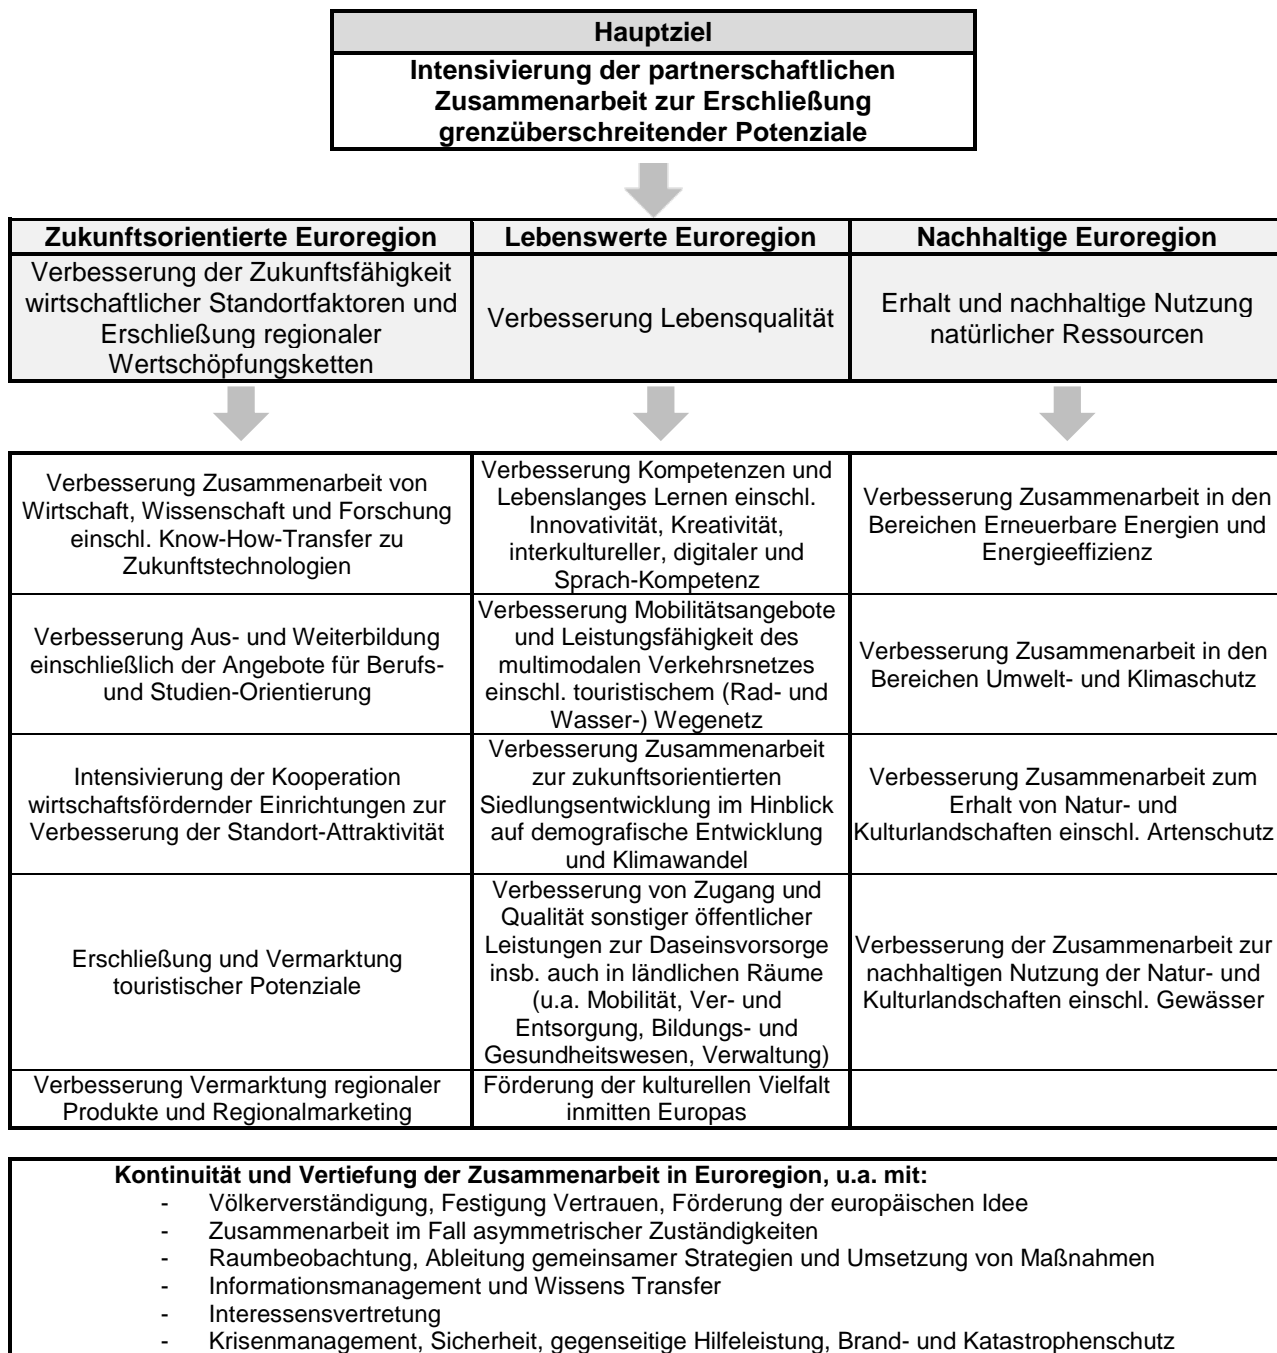 Hauptziel
Intensivierung der partnerschaftlichen
Zusammenarbeit zur Erschließung
grenzüberschreitender Potenziale
Zukunftsorientierte Euroregion
Verbesserung der Zukunftsfähigkeit
wirtschaftlicher Standortfaktoren und
Erschließung regionaler
Wertschöpfungsketten
Lebenswerte Euroregion
Verbesserung Lebensqualität
Nachhaltige Euroregion
Erhalt und nachhaltige Nutzung
natürlicher Ressourcen
Verbesserung Zusammenarbeit von
Wirtschaft, Wissenschaft und Forschung
einschl. Know-How-Transfer zu
Zukunftstechnologien
Verbesserung Kompetenzen und
Lebenslanges Lernen einschl.
Innovativität, Kreativität,
interkultureller, digitaler und
Sprach-Kompetenz
Verbesserung Zusammenarbeit in den
Bereichen Erneuerbare Energien und
Energieeffizienz
Verbesserung Aus- und Weiterbildung
einschließlich der Angebote für Berufs-
und Studien-Orientierung
Verbesserung Mobilitätsangebote
und Leistungsfähigkeit des
multimodalen Verkehrsnetzes
einschl. touristischem (Rad- und
Wasser-) Wegenetz
Verbesserung Zusammenarbeit in den
Bereichen Umwelt- und Klimaschutz
Intensivierung der Kooperation
wirtschaftsfördernder Einrichtungen zur
Verbesserung der Standort-Attraktivität
Verbesserung Zusammenarbeit
zur zukunftsorientierten
Siedlungsentwicklung im Hinblick
auf demografische Entwicklung
und Klimawandel
Verbesserung Zusammenarbeit zum
Erhalt von Natur- und
Kulturlandschaften einschl. Artenschutz
Erschließung und Vermarktung
touristischer Potenziale
Verbesserung von Zugang und
Qualität sonstiger öffentlicher
Leistungen zur Daseinsvorsorge
insb. auch in ländlichen Räume
(u.a. Mobilität, Ver- und
Entsorgung, Bildungs- und
Gesundheitswesen, Verwaltung)
Verbesserung der Zusammenarbeit zur
nachhaltigen Nutzung der Natur- und
Kulturlandschaften einschl. Gewässer
Verbesserung Vermarktung regionaler
Produkte und Regionalmarketing
Förderung der kulturellen Vielfalt
inmitten Europas
Kontinuität und Vertiefung der Zusammenarbeit in Euroregion, u.a. mit:
- Völkerverständigung, Festigung Vertrauen, Förderung der europäischen Idee
- Zusammenarbeit im Fall asymmetrischer Zuständigkeiten
- Raumbeobachtung, Ableitung gemeinsamer Strategien und Umsetzung von Maßnahmen
- Informationsmanagement und Wissens Transfer
- Interessensvertretung
- Krisenmanagement, Sicherheit, gegenseitige Hilfeleistung, Brand- und Katastrophenschutz